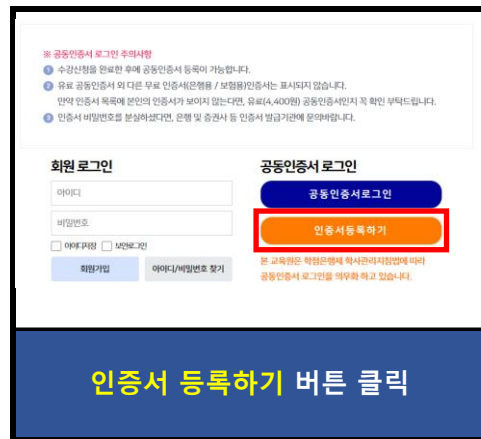 ※ 공동인증서 로그인 주의사항
1 수강신청을 완료한 후에 공동인증서 등록이 가능합니다.
2 유료 공동인증서 외 다른 무료 인증서(은행용 / 보험용)인증서는 표시되지 않습니다.
만약 인증서 목록에 본인의 인증서가 보이지 않는다면, 유료(4,400원) 공동인증서인지 꼭 확인 부탁드립니다.
3 인증서 비밀번호를 분실하셨다면, 은행 및 증권사 등 인증서 발급기관에 문의바랍니다.
회원 로그인
아이디
비밀번호
아이디저장 보안로그인
회원가입 아이디/비밀번호 찾기
공동인증서 로그인
공동인증서로그인
인증서등록하기
본 교육원은 학점은행제 학사관리지침법에 따라
공동인증서 로그인을 의무화 하고 있습니다.
인증서 등록하기 버튼 클릭